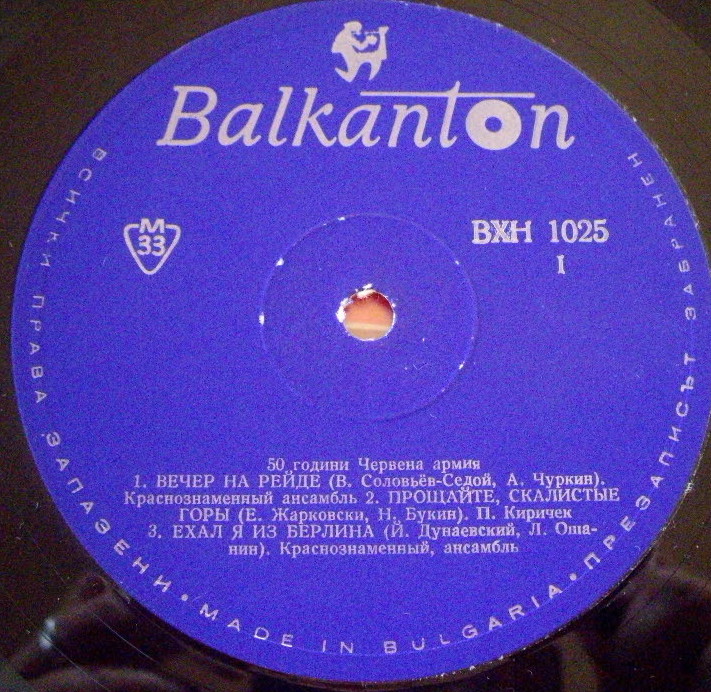 Balkanton
M
33
ВХН 1025
I
50 години Червена армия
1. ВЕЧЕР НА РЕЙДЕ (В. Соловьёв-Седой, А. Чуркин).
Краснознаменный ансамбль 2. ПРОЩАЙТЕ, СКАЛИСТЫЕ
ГОРЫ (Е. Жарковски, Н. Букин). П. Киричек
3. ЕХАЛ Я ИЗ БЕРЛИНА (Й. Дунаевский, Л. Оша-
нин). Краснознаменный, ансамбль
ВСИЧКИ ПРАВА ЗАПАЗЕНИ • MADE IN BULGARIA • ПРЕЗАПИСЪТ ЗАБРАНЕН